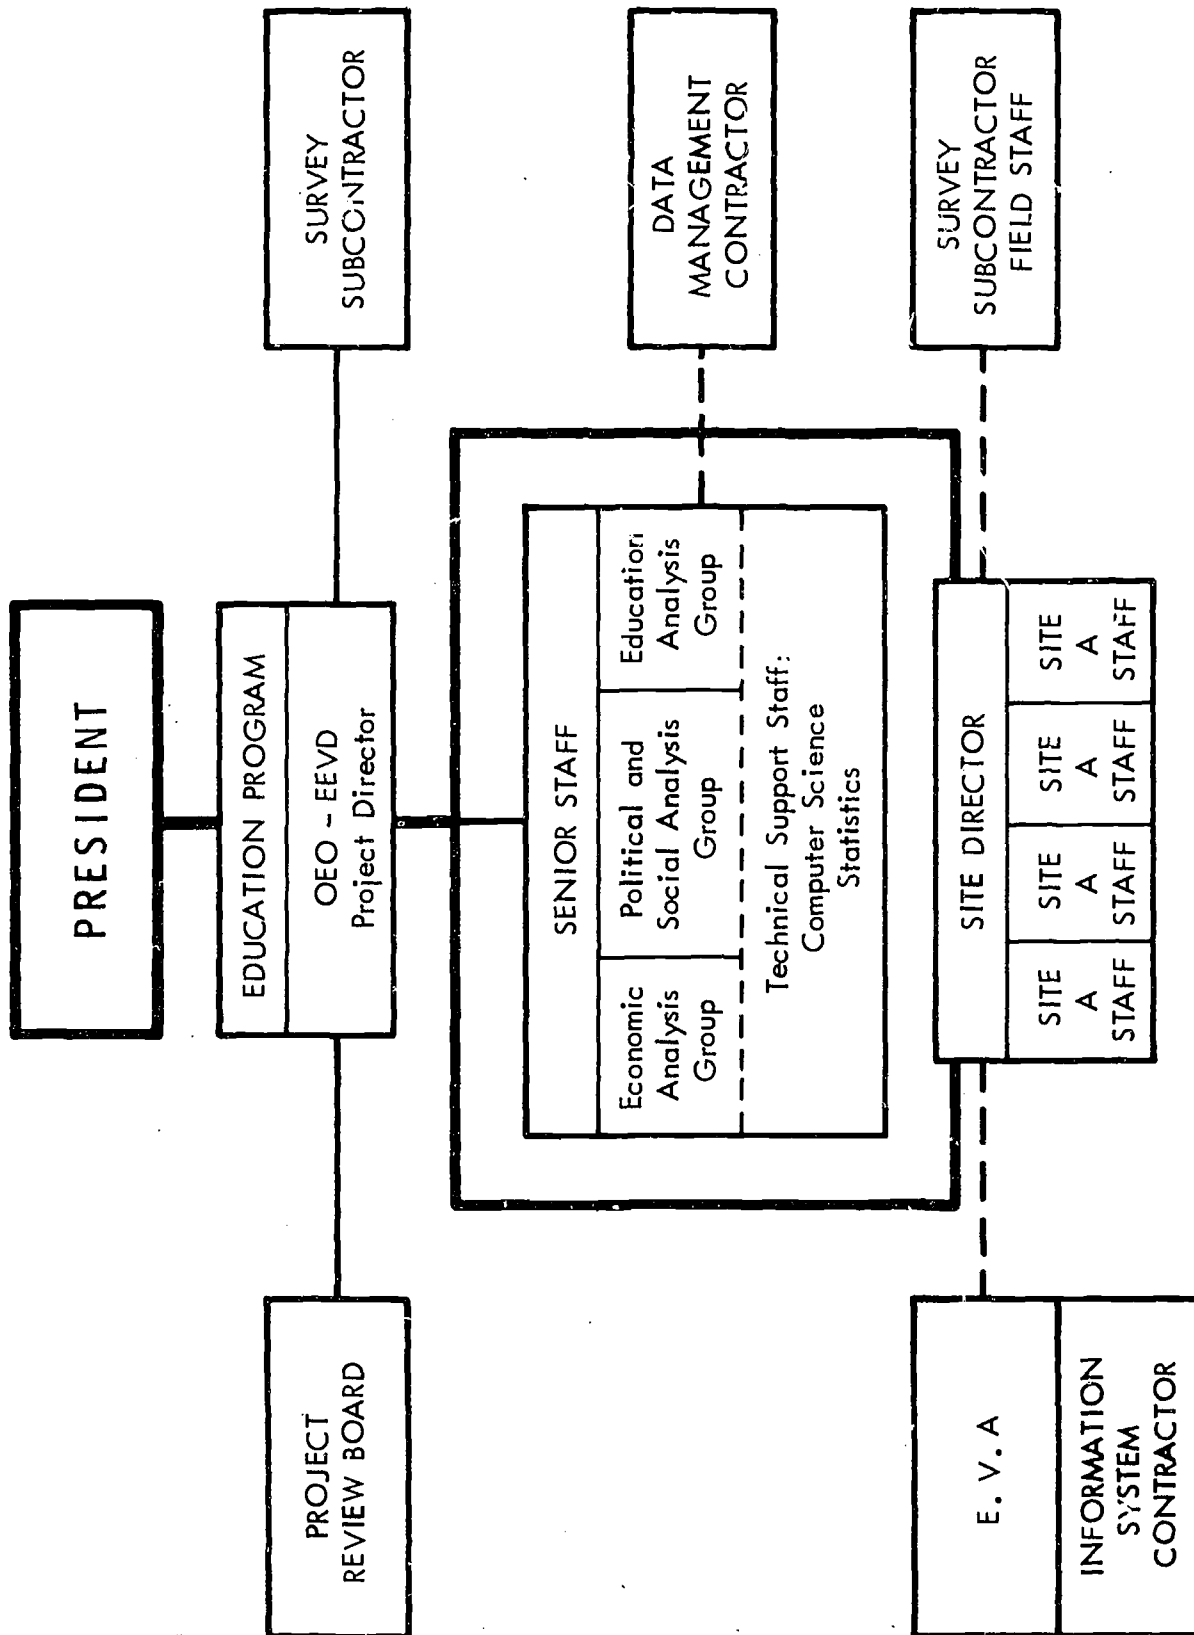 PRESIDENT
EDUCATION PROGRAM
OEO - EEVD
Project Director
PROJECT
REVIEW BOARD
SURVEY
SUBCONTRACTOR
SENIOR STAFF
Economic
Analysis
Group
Political and
Social Analysis
Group
Education
Analysis
Group
Technical Support Staff:
Computer Science
Statistics
DATA
MANAGEMENT
CONTRACTOR
E. V. A
INFORMATION
SYSTEM
CONTRACTOR
SITE DIRECTOR
SITE
A
STAFF
SITE
A
STAFF
SITE
A
STAFF
SITE
A
STAFF
SURVEY
SUBCONTRACTOR
FIELD STAFF